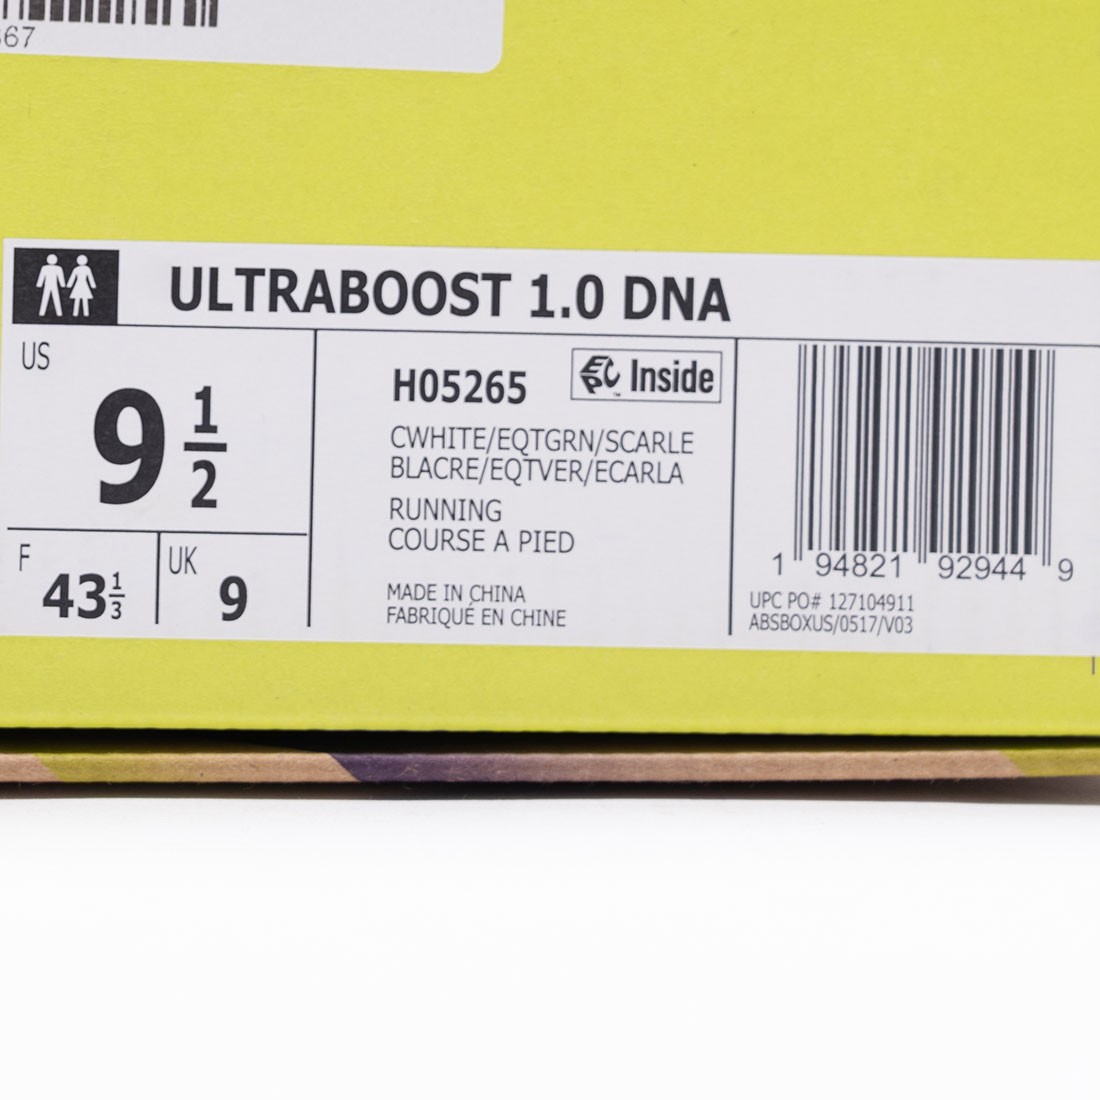 ULTRABOOST 1.0 DNA
US
9 1/2
F
43 1/3
UK
9
H05265
EPC Inside
CWHITE/EQTGRN/SCARLE
BLACRE/EQTVER/ECARLA
RUNNING
COURSE A PIED
MADE IN CHINA
FABRIQUÉ EN CHINE
1 94821 92944 9
UPC PO# 127104911
ABSBOXUS/0517/V03